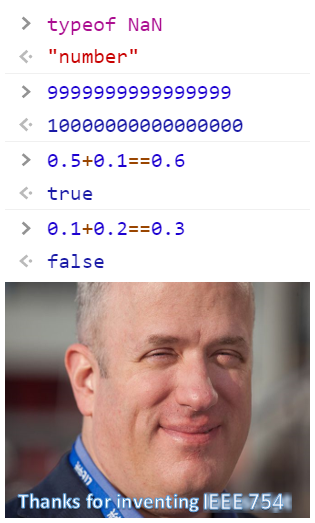 > typeof NaN
<· "number"
> 9999999999999999
<· 10000000000000000
> 0.5+0.1==0.6
<· true
> 0.1+0.2==0.3
<· false
Thanks for inventing IEEE 754